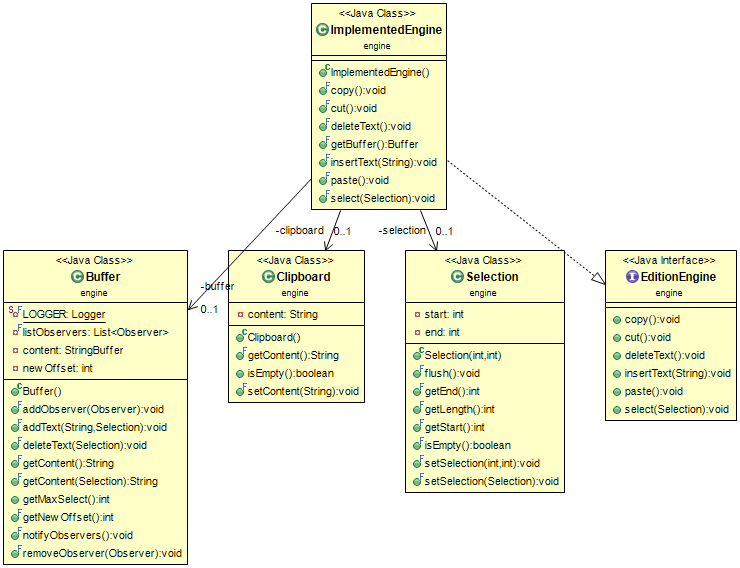 <<Java Class>>
C ImplementedEngine
engine
C ImplementedEngine()
F copy():void
F cut():void
F deleteText():void
F getBuffer():Buffer
F insertText(String):void
F paste():void
F select(Selection):void
-clipboard 0..1
-selection 0..1
-buffer
0..1
<<Java Class>>
C Buffer
engine
S F LOGGER: Logger
F listObservers: List<Observer>
content: StringBuffer
new Offset: int
C Buffer()
F addObserver(Observer):void
F addText(String,Selection):void
F deleteText(Selection):void
F getContent():String
F getContent(Selection):String
getMaxSelect():int
F getNew Offset():int
F notifyObservers():void
F removeObserver(Observer):void
<<Java Class>>
C Clipboard
engine
content: String
C Clipboard()
F getContent():String
isEmpty():boolean
F setContent(String):void
<<Java Class>>
C Selection
engine
start: int
end: int
C Selection(int,int)
F flush():void
F getEnd():int
F getLength():int
F getStart():int
F isEmpty():boolean
F setSelection(int,int):void
F setSelection(Selection):void
<<Java Interface>>
I EditionEngine
engine
copy():void
cut():void
deleteText():void
insertText(String):void
paste():void
select(Selection):void